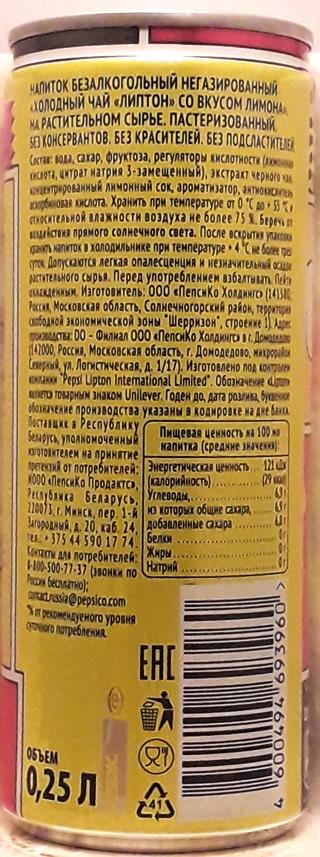 НАПИТОК БЕЗАЛКОГОЛЬНЫЙ НЕГАЗИРОВАННЫЙ
«ХОЛОДНЫЙ ЧАЙ «ЛИПТОН» СО ВКУСОМ ЛИМОНА»,
НА РАСТИТЕЛЬНОМ СЫРЬЕ. ПАСТЕРИЗОВАННЫЙ.
БЕЗ КОНСЕРВАНТОВ. БЕЗ КРАСИТЕЛЕЙ. БЕЗ ПОДСЛАСТИТЕЛЕЙ
Состав: вода, сахар, фруктоза, регуляторы кислотности (лимонная
кислота, цитрат натрия 3-замещенный), экстракт черного чая,
концентрированный лимонный сок, ароматизатор, антиокислитель
аскорбиновая кислота. Хранить при температуре от 0 °С до + 35 °С и
относительной влажности воздуха не более 75 %. Беречь от
воздействия прямого солнечного света. После вскрытия упаковки
хранить напиток в холодильнике при температуре + 4 °С не более трех
суток. Допускаются легкая опалесценция и незначительный осадок
растительного сырья. Перед употреблением взбалтывать. Пейте
охлажденным. Изготовитель: ООО «ПепсиКо Холдингс» (141580,
Россия, Московская область, Солнечногорский район, территория
свободной экономической зоны "Шерризон", строение 1). Адрес
производства: DO – Филиал ООО «ПепсиКо Холдингс» в г. Домодедово
(142000, Россия, Московская область, г. Домодедово, микрорайон
Северный, ул. Логистическая, д. 1/17). Изготовлено под контролем
компании "Pepsi Lipton International Limited". Обозначение «Lipton»
является товарным знаком Unilever. Годен до, дата розлива, буквенное
обозначение производства указаны в кодировке на дне банки.
Поставщик в Республику
Беларусь, уполномоченный
изготовителем на принятие
претензий от потребителей:
ИООО «ПепсиКо Продактс»,
Республика Беларусь,
220073, г. Минск, пер. 1-й
Загородный, д. 20, каб. 24,
тел. +375 44 590 17 74.
Контакты для потребителей:
8-800-500-77-37 (звонки по
России бесплатно);
contact.russia@pepsico.com
*% от рекомендуемого уровня
суточного потребления.
Пищевая ценность на 100 мл
напитка (средние значения):
Энергетическая ценность.... 121 кДж
(калорийность)............ (29 ккал)
Углеводы,.................... 6,9 г
из которых общие сахара,....... 6,9 г
добавленные сахара
Белки ........................ 0 г
Жиры......................... 0 г
Натрий ....................... 0 г
EAC
41
4 600494 693960 >
ОБЪЕМ
0,25 Л